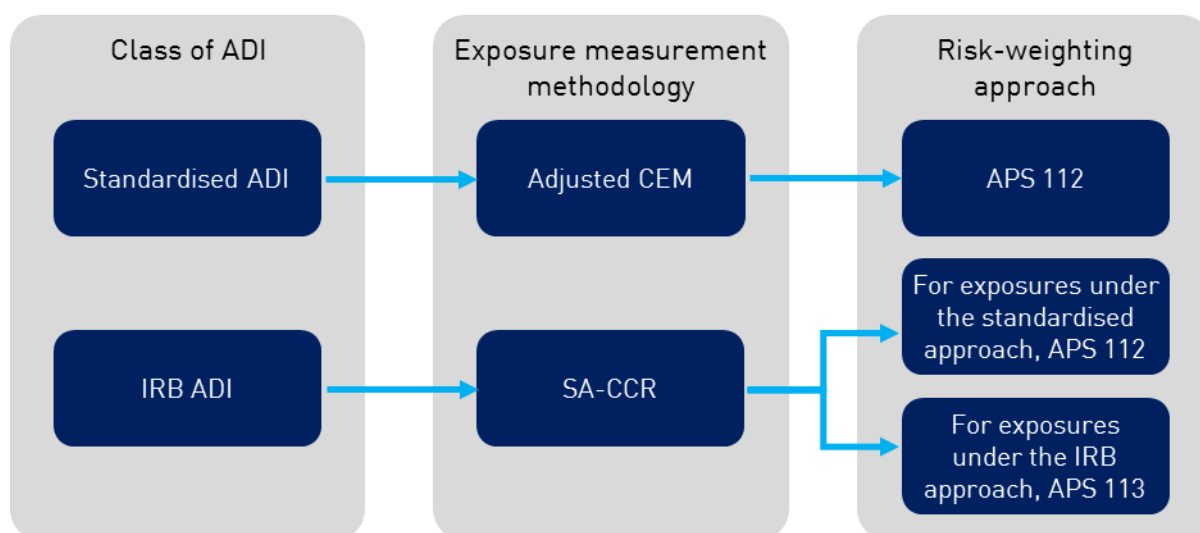 Class of ADI
Exposure measurement
methodology
Risk-weighting
approach
Standardised ADI
Adjusted CEM
APS 112
IRB ADI
SA-CCR
For exposures under
the standardised
approach, APS 112
For exposures
under the IRB
approach, APS 113